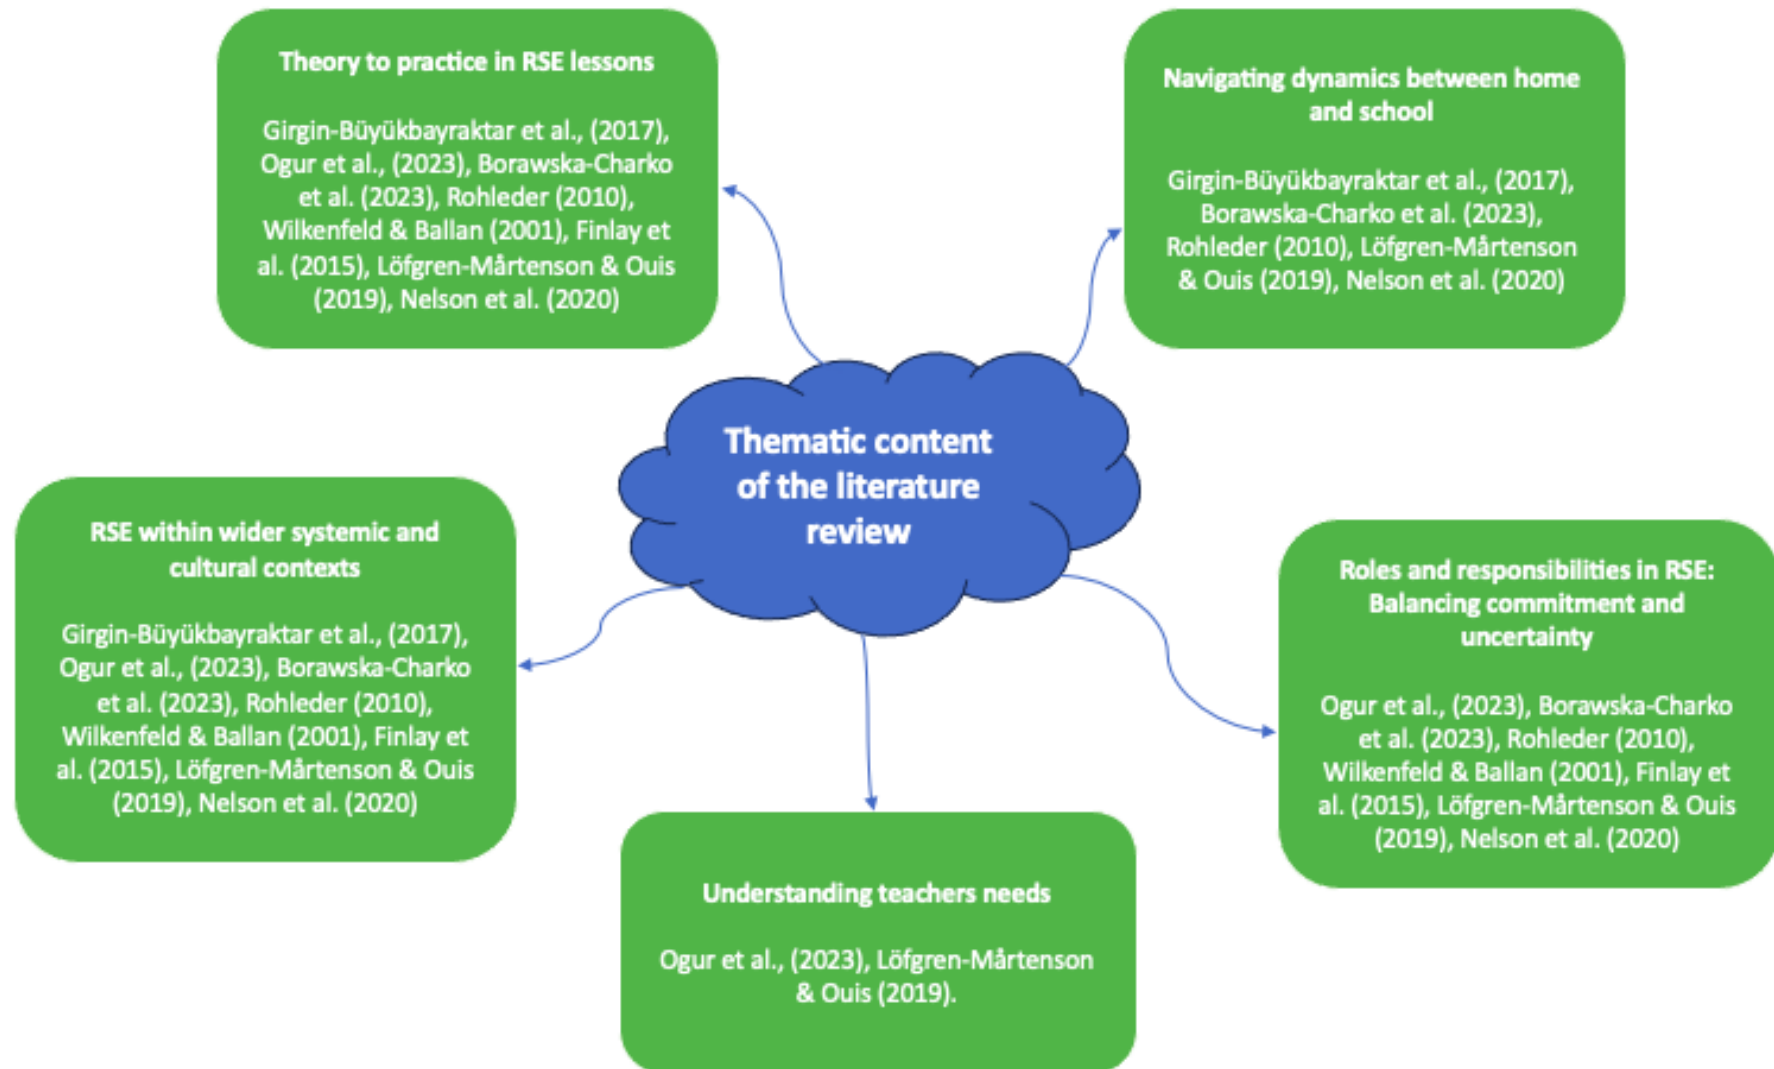 Theory to practice in RSE lessons
Girgin-Büyükbayraktar et al., (2017),
Ogur et al., (2023), Borawska-Charko
et al. (2023), Rohleder (2010),
Wilkenfeld & Ballan (2001), Finlay et
al. (2015), Löfgren-Mårtenson & Ouis
(2019), Nelson et al. (2020)
Navigating dynamics between home
and school
Girgin-Büyükbayraktar et al., (2017),
Borawska-Charko et al. (2023),
Rohleder (2010), Löfgren-Mårtenson
& Ouis (2019), Nelson et al. (2020)
Thematic content
of the literature
review
RSE within wider systemic and
cultural contexts
Girgin-Büyükbayraktar et al., (2017),
Ogur et al., (2023), Borawska-Charko
et al. (2023), Rohleder (2010),
Wilkenfeld & Ballan (2001), Finlay et
al. (2015), Löfgren-Mårtenson & Ouis
(2019), Nelson et al. (2020)
Roles and responsibilities in RSE:
Balancing commitment and
uncertainty
Ogur et al., (2023), Borawska-Charko
et al. (2023), Rohleder (2010),
Wilkenfeld & Ballan (2001), Finlay et
al. (2015), Löfgren-Mårtenson & Ouis
(2019), Nelson et al. (2020)
Understanding teachers needs
Ogur et al., (2023), Löfgren-Mårtenson
& Ouis (2019).